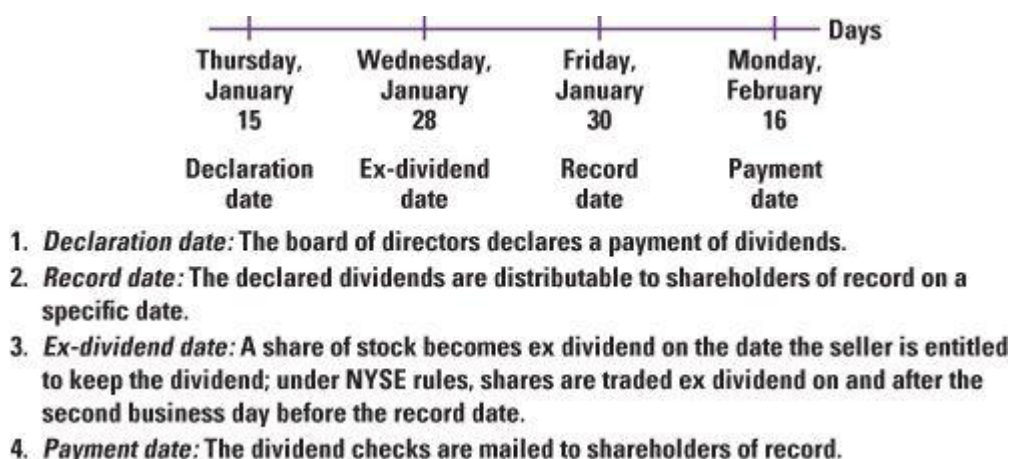 Days
Thursday, Wednesday, Friday, Monday,
January January January February
15 28 30 16
Declaration Ex-dividend Record Payment
date date date date
1. Declaration date: The board of directors declares a payment of dividends.
2. Record date: The declared dividends are distributable to shareholders of record on a
specific date.
3. Ex-dividend date: A share of stock becomes ex dividend on the date the seller is entitled
to keep the dividend; under NYSE rules, shares are traded ex dividend on and after the
second business day before the record date.
4. Payment date: The dividend checks are mailed to shareholders of record.